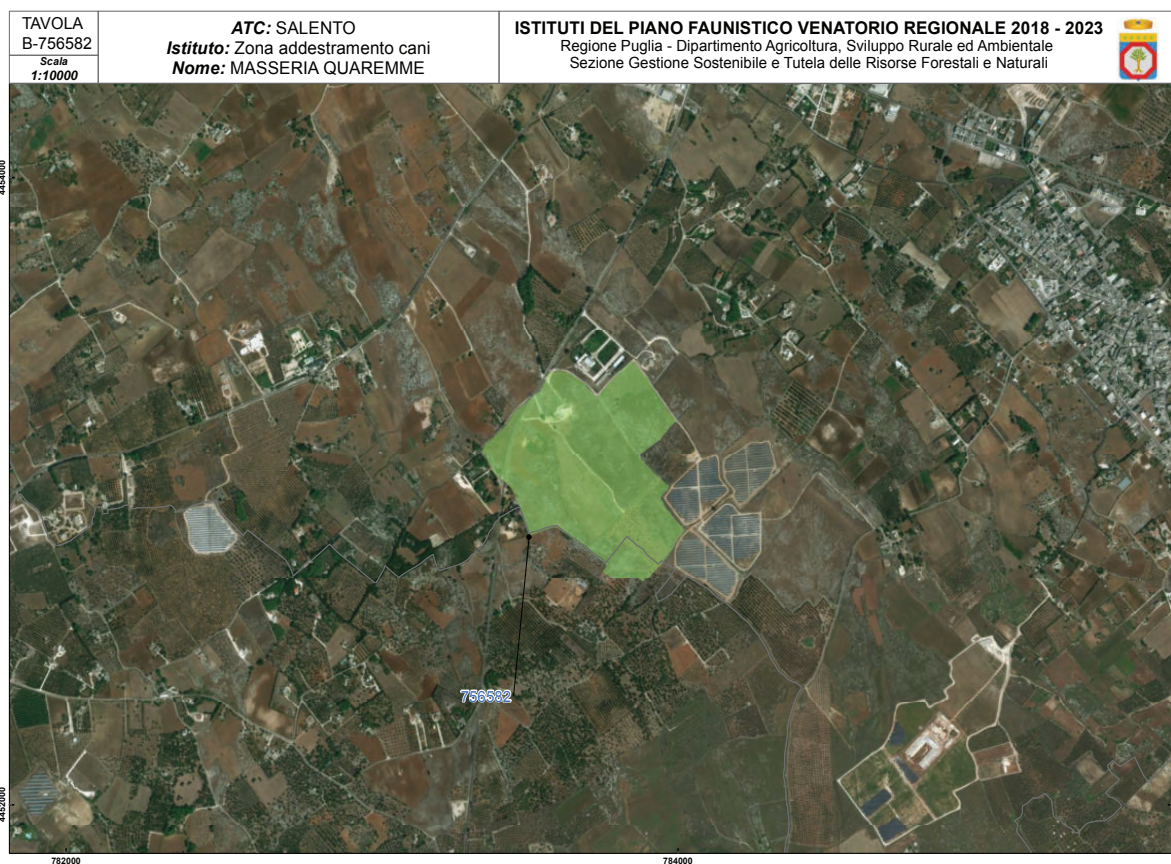 TAVOLA
B-756582
Scala
1:10000
ATC: SALENTO
Istituto: Zona addestramento cani
Nome: MASSERIA QUAREMME
ISTITUTI DEL PIANO FAUNISTICO VENATORIO REGIONALE 2018 - 2023
Regione Puglia - Dipartimento Agricoltura, Sviluppo Rurale ed Ambientale
Sezione Gestione Sostenibile e Tutela delle Risorse Forestali e Naturali
4454000
756582
4452000
782000
784000